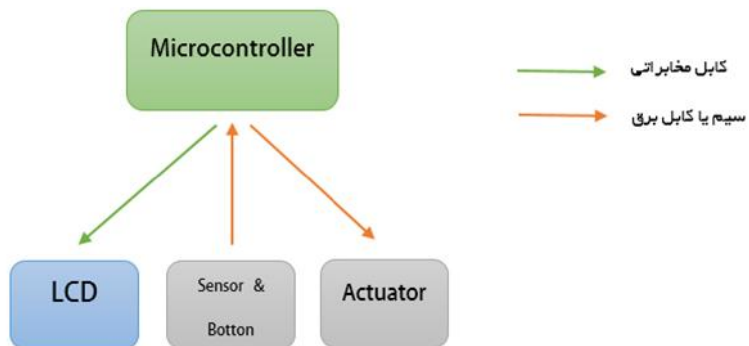 Microcontroller
کابل مخابراتی
سیم یا کابل برق
LCD
Sensor &
Botton
Actuator